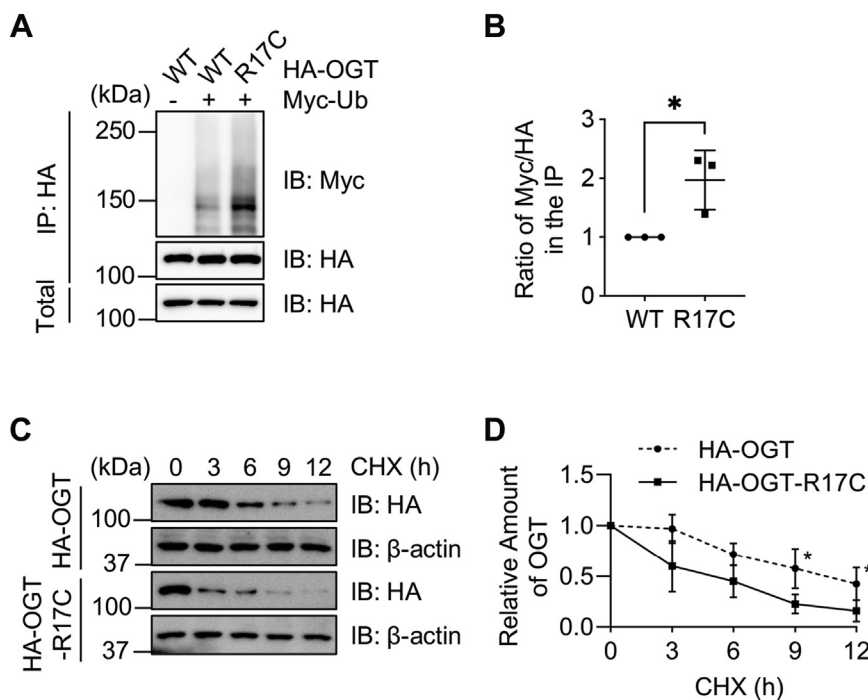 A
WT WT R17C HA-OGT
(kDa) - + + Myc-Ub
250
150
IB: Myc
IP: HA
100
IB: HA
Total
100
IB: HA
B
*
Ratio of Myc/HA
in the IP
3
2
1
0
WT R17C
C
(kDa) 0 3 6 9 12 CHX (h)
HA-OGT
100
IB: HA
37
IB: β-actin
HA-OGT
-R17C
100
IB: HA
37
IB: β-actin
D
HA-OGT
HA-OGT-R17C
Relative Amount
of OGT
1.5
1.0
0.5
0.0
* *
0 3 6 9 12
CHX (h)